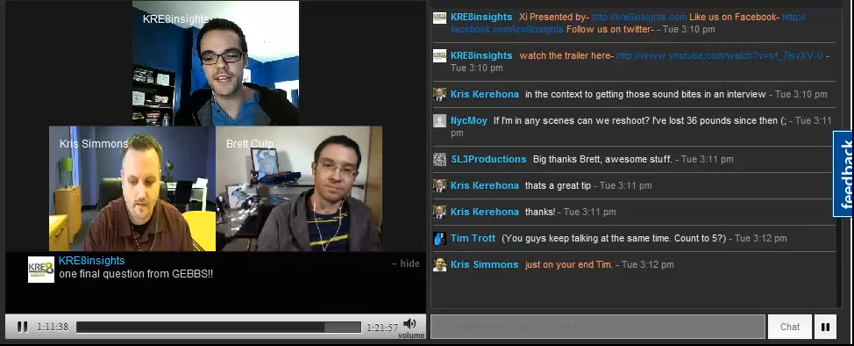 KRE8insights
Kris Simmons
Brett Culp
KRE8
KRE8insights
one final question from GEBBS!!
– hide
1:11:38
1:21:57
volume
KRE8insights Xi Presented by- http://kre8insights.com Like us on Facebook- http://
facebook.com/kre8insights Follow us on twitter- - Tue 3:10 pm
KRE8insights watch the trailer here-
Tue 3:10 pm
Kris Kerehona in the context to getting those sound bites in an interview - Tue 3:10 pm
NycMoy If I'm in any scenes can we reshoot? I've lost 36 pounds since then (; - Tue 3:11
pm
SL3Productions Big thanks Brett, awesome stuff. - Tue 3:11 pm
Kris Kerehona thats a great tip - Tue 3:11 pm
Kris Kerehona thanks! - Tue 3:11 pm
Tim Trott (You guys keep talking at the same time. Count to 5?) - Tue 3:12 pm
Kris Simmons just on your end Tim. - Tue 3:12 pm
Chat
feedback